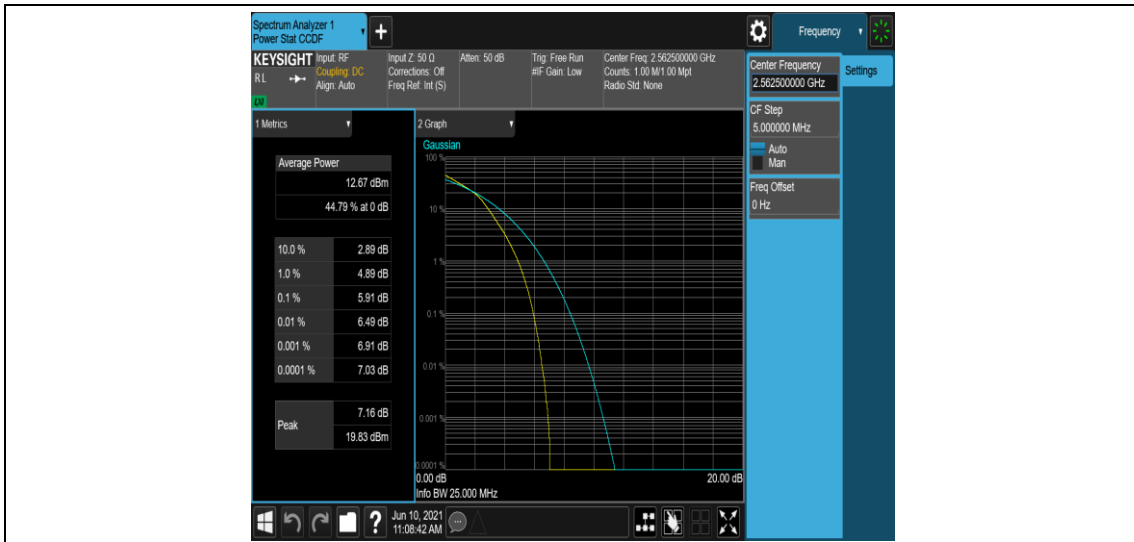 Spectrum Analyzer 1
Power Stat CCDF
Frequency
KEYSIGHT
RL
LXI
Input: RF
Coupling: DC
Align: Auto
Input Z: 50 Ω
Corrections: Off
Freq Ref: Int (S)
Atten: 50 dB
Trig: Free Run
#IF Gain: Low
Center Freq: 2.562500000 GHz
Counts: 1.00 M/1.00 Mpt
Radio Std: None
Center Frequency
2.562500000 GHz
Settings
CF Step
5.000000 MHz
Auto
Man
Freq Offset
0 Hz
1 Metrics
Average Power
12.67 dBm
44.79 % at 0 dB
10.0 % 2.89 dB
1.0 % 4.89 dB
0.1 % 5.91 dB
0.01 % 6.49 dB
0.001 % 6.91 dB
0.0001 % 7.03 dB
Peak
7.16 dB
19.83 dBm
2 Graph
Gaussian
100 %
10 %
1 %
0.1 %
0.01 %
0.001 %
0.0001 %
0.00 dB 20.00 dB
Info BW 25.000 MHz
?
Jun 10, 2021
11:08:42 AM